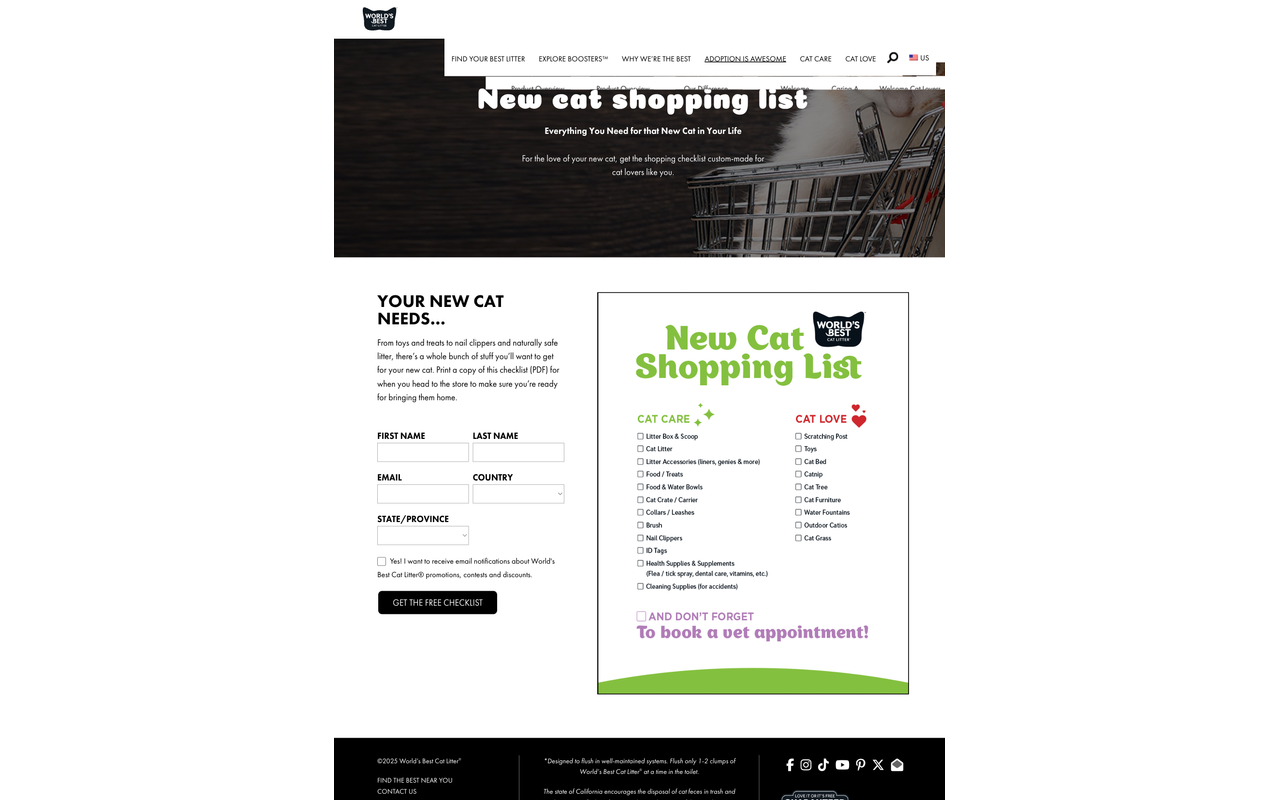 WORLD'S
BEST
CAT LITTER
FIND YOUR BEST LITTER EXPLORE BOOSTERS™ WHY WE'RE THE BEST ADOPTION IS AWESOME CAT CARE CAT LOVE US
Product Overview Product Overview Our Difference Welcome Caring A Welcome Cat Lovers
New cat shopping list
Everything You Need for that New Cat in Your Life
For the love of your new cat, get the shopping checklist custom-made for
cat lovers like you.
YOUR NEW CAT
NEEDS...
From toys and treats to nail clippers and naturally safe
litter, there's a whole bunch of stuff you'll want to get
for your new cat. Print a copy of this checklist (PDF) for
when you head to the store to make sure you're ready
for bringing them home.
FIRST NAME LAST NAME
EMAIL COUNTRY
STATE/PROVINCE
Yes! I want to receive email notifications about World's
Best Cat Litter® promotions, contests and discounts.
GET THE FREE CHECKLIST
New Cat
Shopping List
WORLD'S
BEST
CAT LITTER
CAT CARE
Litter Box & Scoop
Cat Litter
Litter Accessories (liners, genies & more)
Food / Treats
Food & Water Bowls
Cat Crate / Carrier
Collars / Leashes
Brush
Nail Clippers
ID Tags
Health Supplies & Supplements
(Flea / tick spray, dental care, vitamins, etc.)
Cleaning Supplies (for accidents)
CAT LOVE
Scratching Post
Toys
Cat Bed
Catnip
Cat Tree
Cat Furniture
Water Fountains
Outdoor Catios
Cat Grass
AND DON'T FORGET
To book a vet appointment!
©2025 World's Best Cat Litter®
FIND THE BEST NEAR YOU
CONTACT US
*Designed to flush in well-maintained systems. Flush only 1-2 clumps of
World's Best Cat Litter® at a time in the toilet.
The state of California encourages the disposal of cat feces in trash and
LOVE IT OR IT'S FREE